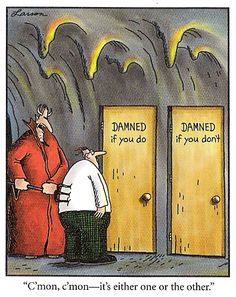 Larson
DAMNED
if you do
DAMNED
if you don't
"C'mon, c'mon—it's either one or the other."